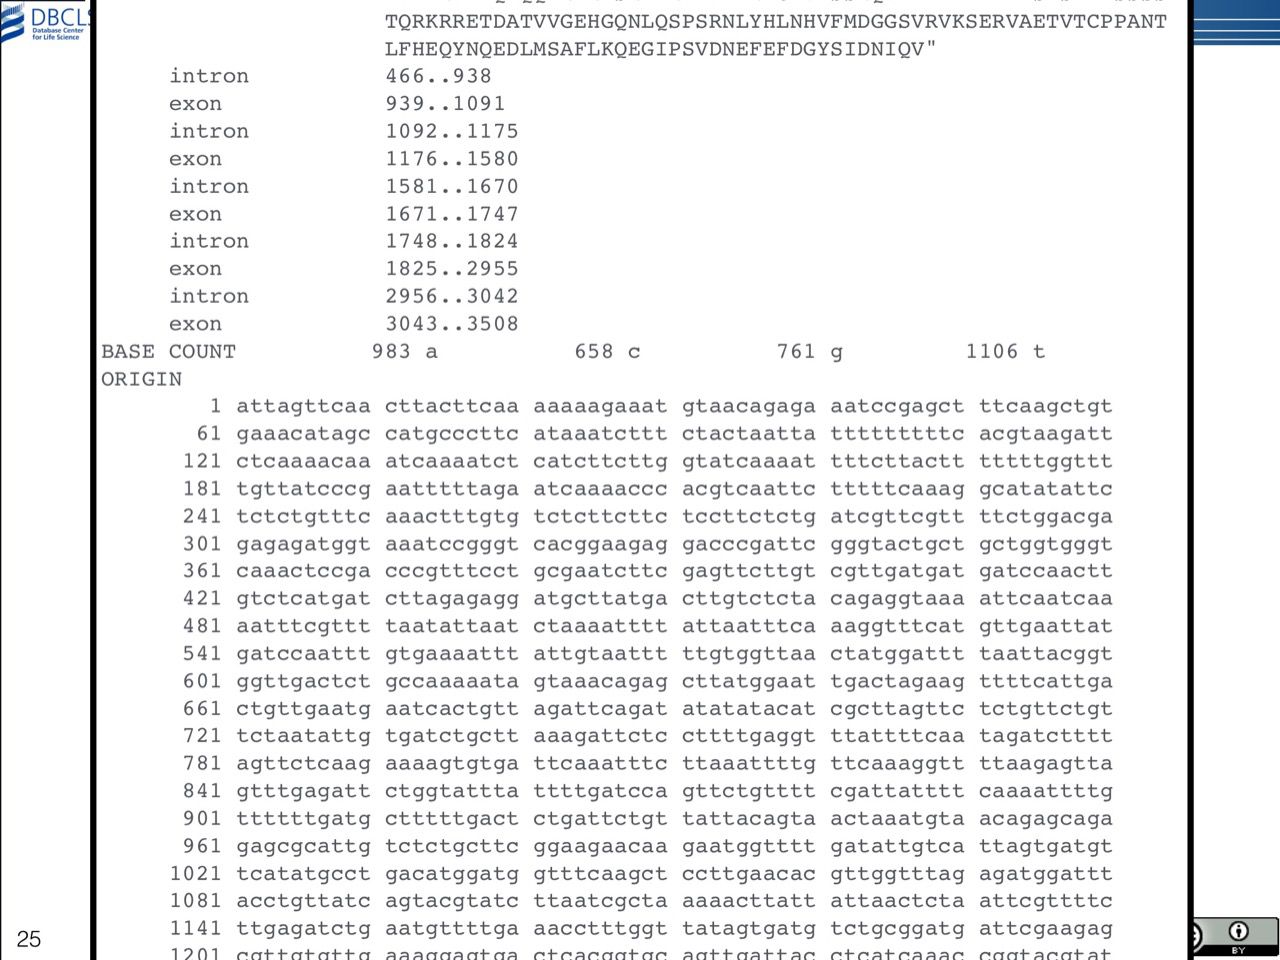 DBCLS
Database Center
for Life Science
TQRKRRETDATVVGEHGQNLQSPSRNLYHLNHVFMDGGSVRVKSERVAETVTCPPANT
LFHEQYNQEDLMSAFLKQEGIPSVDNEFEFDGYSIDNIQV"
intron 466..938
exon 939..1091
intron 1092..1175
exon 1176..1580
intron 1581..1670
exon 1671..1747
intron 1748..1824
exon 1825..2955
intron 2956..3042
exon 3043..3508
BASE COUNT 983 a 658 c 761 g 1106 t
ORIGIN
1 attagttcaa cttacttcaa aaaaagaaat gtaacagaga aatccgagct ttcaagctgt
61 gaaacatagc catgcccttc ataaatcttt ctactaatta tttttttttc acgtaagatt
121 ctcaaaacaa atcaaaatct catcttcttg gtatcaaaat tttcttactt tttttggttt
181 tgttatcccg aatttttaga atcaaaaccc acgtcaattc tttttcaaag gcatatattc
241 tctctgtttc aaactttgtg tctcttcttc tccttctctg atcgttcgtt ttctggacga
301 gagagatggt aaatccgggt cacggaagag gacccgattc gggtactgct gctggtgggt
361 caaactccga cccgtttcct gcgaatcttc gagttcttgt cgttgatgat gatccaactt
421 gtctcatgat cttagagagg atgcttatga cttgtctcta cagaggtaaa attcaatcaa
481 aatttcgttt taatattaat ctaaaatttt attaatttca aaggtttcat gttgaattat
541 gatccaattt gtgaaaattt attgtaattt ttgtggttaa ctatggattt taattacggt
601 ggttgactct gccaaaaata gtaaacagag cttatggaat tgactagaag ttttcattga
661 ctgttgaatg aatcactgtt agattcagat atatatacat cgcttagttc tctgttctgt
721 tctaatattg tgatctgctt aaagattctc cttttgaggt ttattttcaa tagatctttt
781 agttctcaag aaaagtgtga ttcaaatttc ttaaattttg ttcaaaggtt ttaagagtta
841 gtttgagatt ctggtattta ttttgatcca gttctgtttt cgattatttt caaaattttg
901 ttttttgatg ctttttgact ctgattctgt tattacagta actaaatgta acagagcaga
961 gagcgcattg tctctgcttc ggaagaacaa gaatggtttt gatattgtca ttagtgatgt
1021 tcatatgcct gacatggatg gtttcaagct ccttgaacac gttggtttag agatggattt
1081 acctgttatc agtacgtatc ttaatcgcta aaaacttatt attaactcta attcgttttc
1141 ttgagatctg aatgttttga aacctttggt tatagtgatg tctgcggatg attcgaagag
1201 cgttgtgttg aaaggagtga ctcacggtgc agttgattac ctcatcaaac cggtacgtat
25
BY